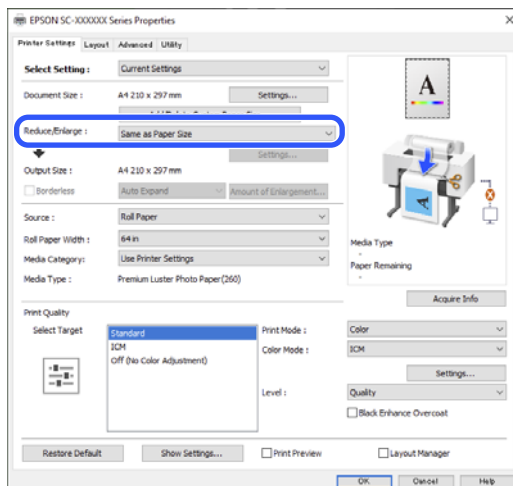 EPSON SC-XXXXXX Series Properties
Printer Settings Layout Advanced Utility
Select Setting : Current Settings
Document Size : A4 210 x 297 mm Settings...
Reduce/Enlarge : Same as Paper Size
Settings...
Output Size : A4 210 x 297 mm
Borderless Auto Expand Amount of Enlargement...
Source : Roll Paper
Roll Paper Width : 64 in
Media Category: Use Printer Settings
Media Type : Premium Luster Photo Paper(260)
A
Media Type
-
Paper Remaining
-
Acquire Info
Print Quality
Select Target
Standard
ICM
Off (No Color Adjustment)
Print Mode : Color
Color Mode : ICM
Settings...
Level : Quality
Black Enhance Overcoat
Restore Default Show Settings... Print Preview Layout Manager
OK Cancel Help